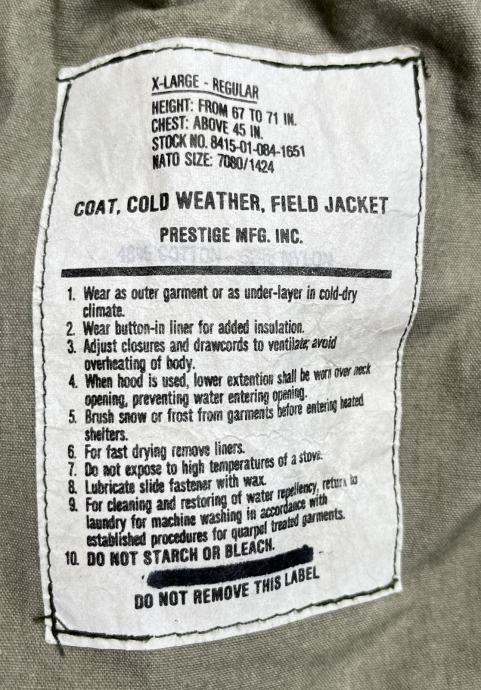 X-LARGE - REGULAR
HEIGHT: FROM 67 TO 71 IN.
CHEST: ABOVE 45 IN.
STOCK NO. 8415-01-084-1651
NATO SIZE: 7080/1424
COAT, COLD WEATHER, FIELD JACKET
PRESTIGE MFG. INC.
1. Wear as outer garment or as under-layer in cold-dry
climate.
2. Wear button-in liner for added insulation.
3. Adjust closures and drawcords to ventilate; avoid
overheating of body.
4. When hood is used, lower extention shall be worn over neck
opening, preventing water entering opening.
5. Brush snow or frost from garments before entering heated
shelters.
6. For fast drying remove liners.
7. Do not expose to high temperatures of a stove.
8. Lubricate slide fastener with wax.
9. For cleaning and restoring of water repellency, return to
laundry for machine washing in accordance with
established procedures for quarpel treated garments.
10. DO NOT STARCH OR BLEACH.
DO NOT REMOVE THIS LABEL